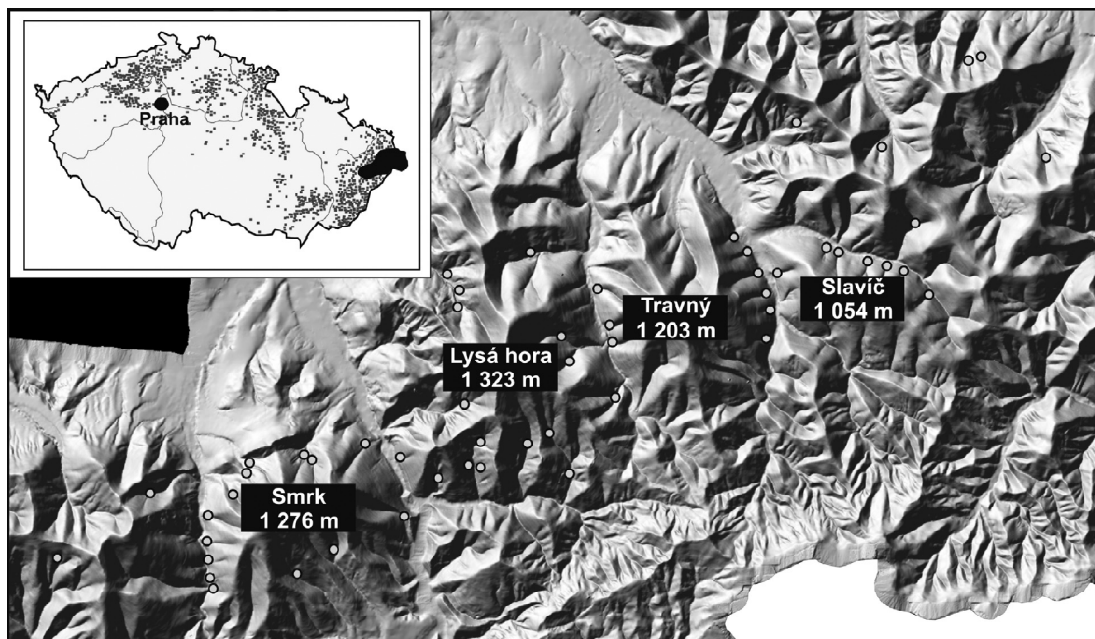 Praha
Slavíč
1 054 m
Travný
1 203 m
Lysá hora
1 323 m
Smrk
1 276 m